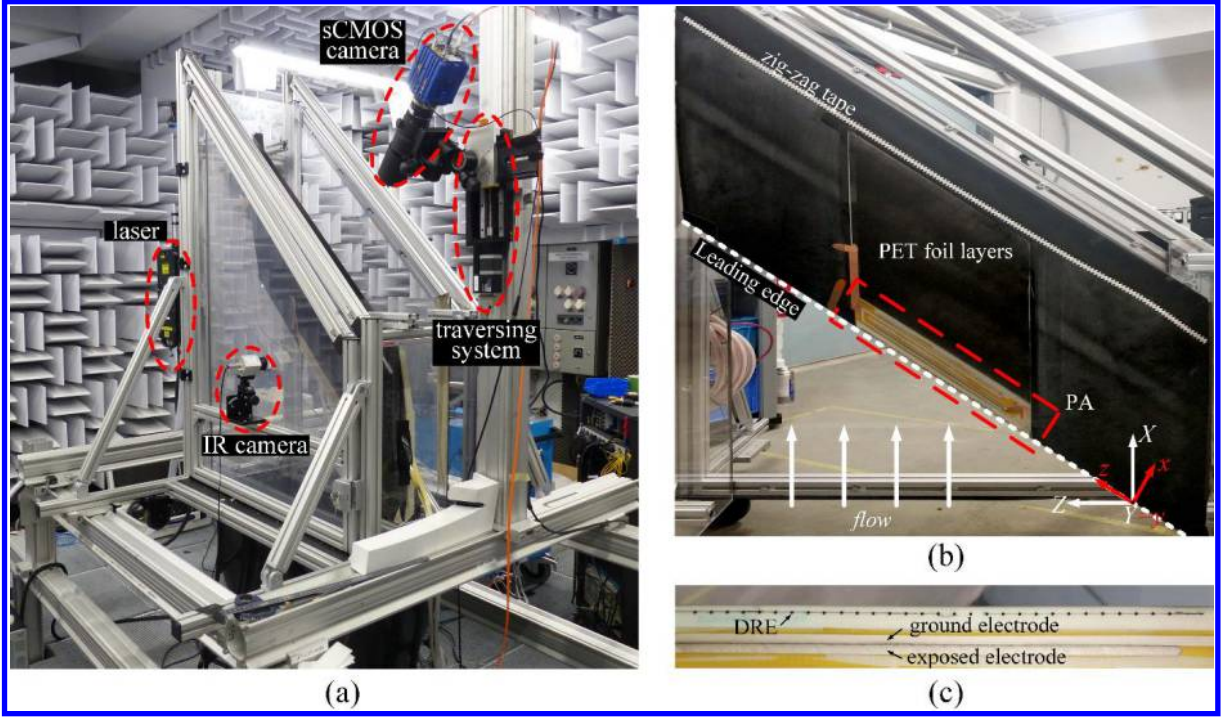 sCMOS
camera
laser
IR camera
traversing
system
(a)
zig-zag tape
PET foil layers
Leading edge
PA
X
x
z
Z
Y
y
flow
(b)
DRE
ground electrode
exposed electrode
(c)